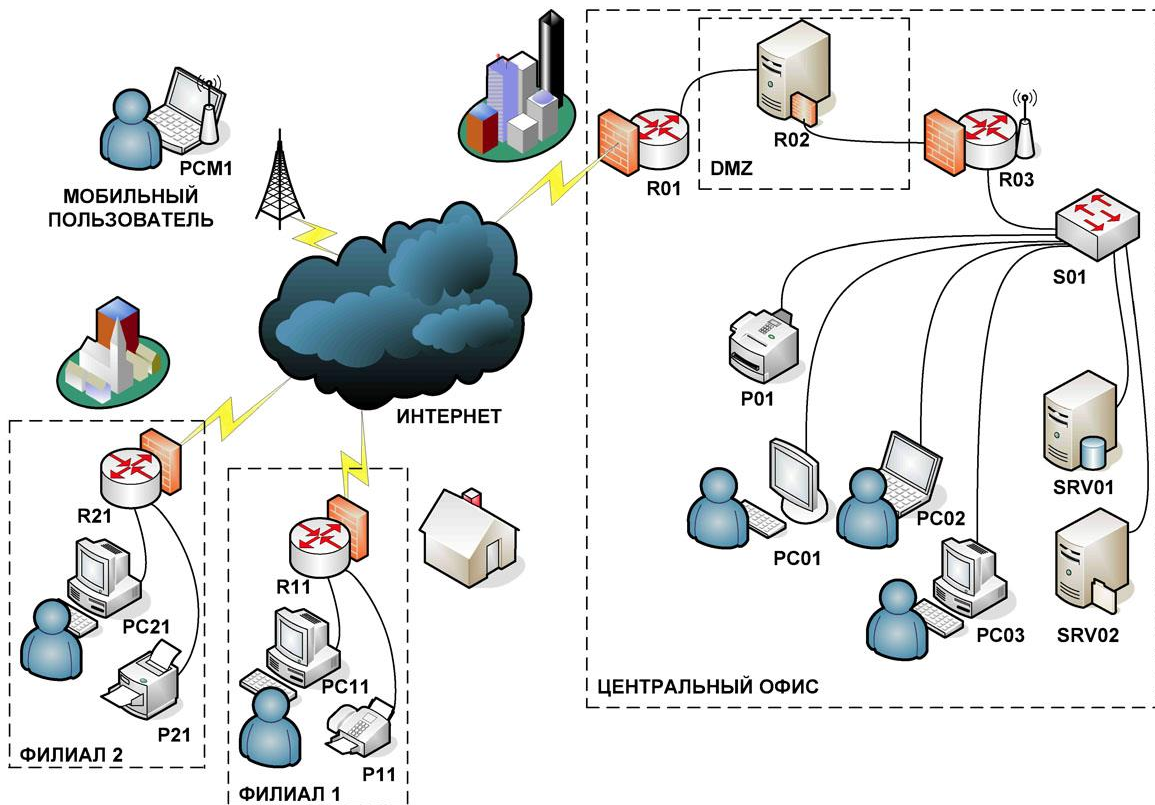 PCM1
МОБИЛЬНЫЙ
ПОЛЬЗОВАТЕЛЬ
R01
R02
DMZ
R03
S01
P01
ИНТЕРНЕТ
SRV01
PC01
PC02
PC03
SRV02
ЦЕНТРАЛЬНЫЙ ОФИС
R21
PC21
P21
ФИЛИАЛ 2
R11
PC11
P11
ФИЛИАЛ 1